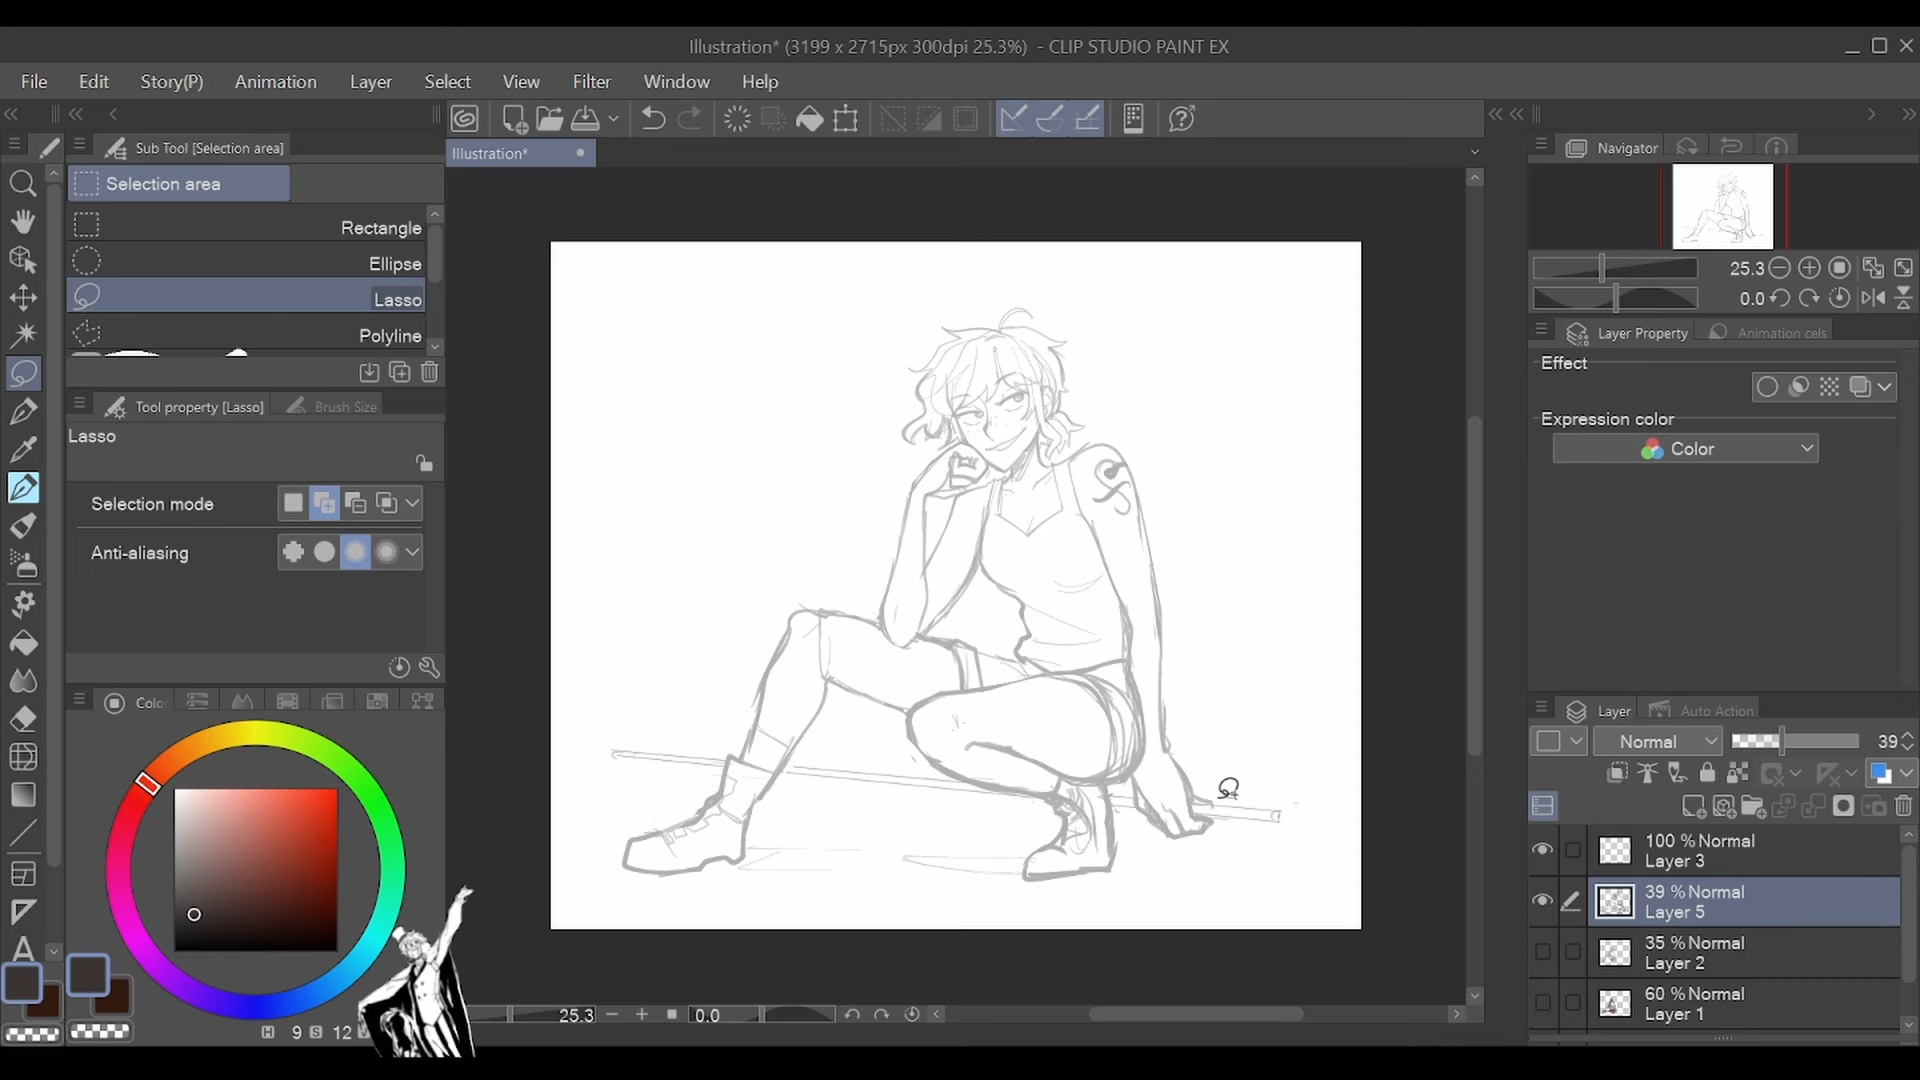 Illustration* (3199 x 2715px 300dpi 25.3%) - CLIP STUDIO PAINT EX
File Edit Story(P) Animation Layer Select View Filter Window Help
Sub Tool [Selection area]
Illustration*
Navigator
Selection area
Rectangle
Ellipse
Lasso
Polyline
25.3
0.0
Layer Property
Animation cels
Effect
Tool property [Lasso]
Brush Size
Expression color
Lasso
Color
Selection mode
Anti-aliasing
Colo
Layer
Auto Action
Normal
39
100 % Normal
Layer 3
39 % Normal
Layer 5
35 % Normal
Layer 2
60 % Normal
Layer 1
A
25.3
0.0
H 9 S 12